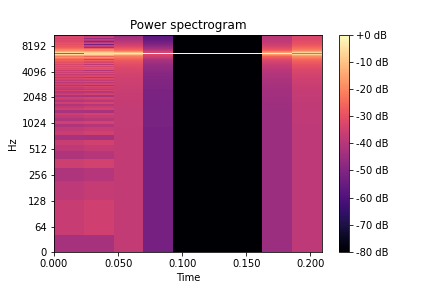 Power spectrogram
Hz
8192
4096
2048
1024
512
256
128
64
0
0.000 0.050 0.100 0.150 0.200
Time
+0 dB
-10 dB
-20 dB
-30 dB
-40 dB
-50 dB
-60 dB
-70 dB
-80 dB